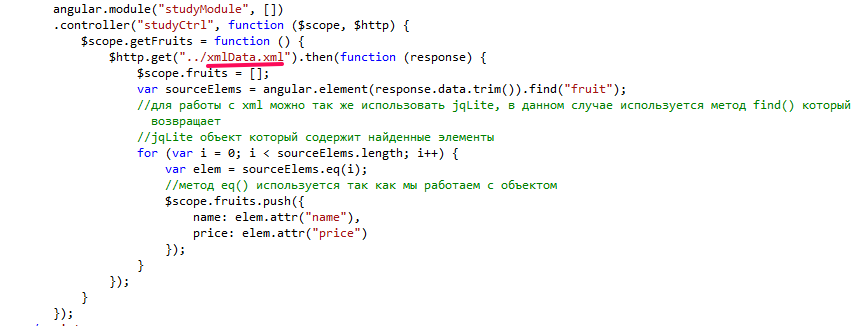 angular.module("studyModule", [])
.controller("studyCtrl", function ($scope, $http) {
$scope.getFruits = function () {
$http.get("../xmlData.xml").then(function (response) {
$scope.fruits = [];
var sourceElems = angular.element(response.data.trim()).find("fruit");
//для работы с xml можно так же использовать jqLite, в данном случае используется метод find() который
возвращает
//jqLite объект который содержит найденные элементы
for (var i = 0; i < sourceElems.length; i++) {
var elem = sourceElems.eq(i);
//метод eq() используется так как мы работаем с объектом
$scope.fruits.push({
name: elem.attr("name"),
price: elem.attr("price")
});
}
});
}
});